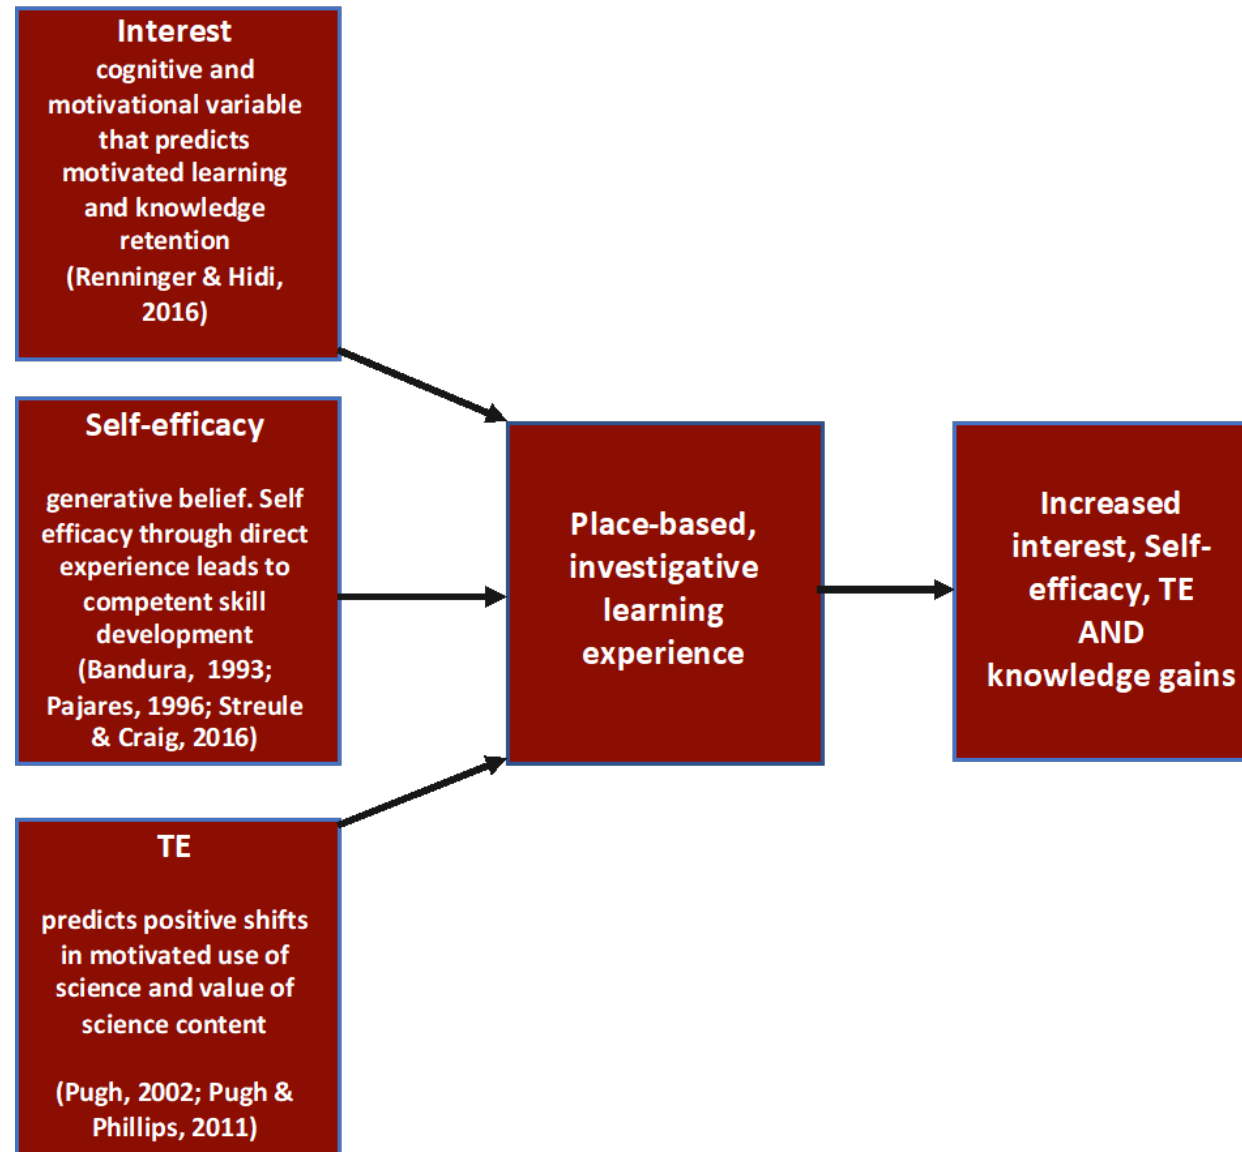 Interest
cognitive and
motivational variable
that predicts
motivated learning
and knowledge
retention
(Renninger & Hidi,
2016)
Self-efficacy
generative belief. Self
efficacy through direct
experience leads to
competent skill
development
(Bandura, 1993;
Pajares, 1996; Streule
& Craig, 2016)
TE
predicts positive shifts
in motivated use of
science and value of
science content
(Pugh, 2002; Pugh &
Phillips, 2011)
Place-based,
investigative
learning
experience
Increased
interest, Self-
efficacy, TE
AND
knowledge gains